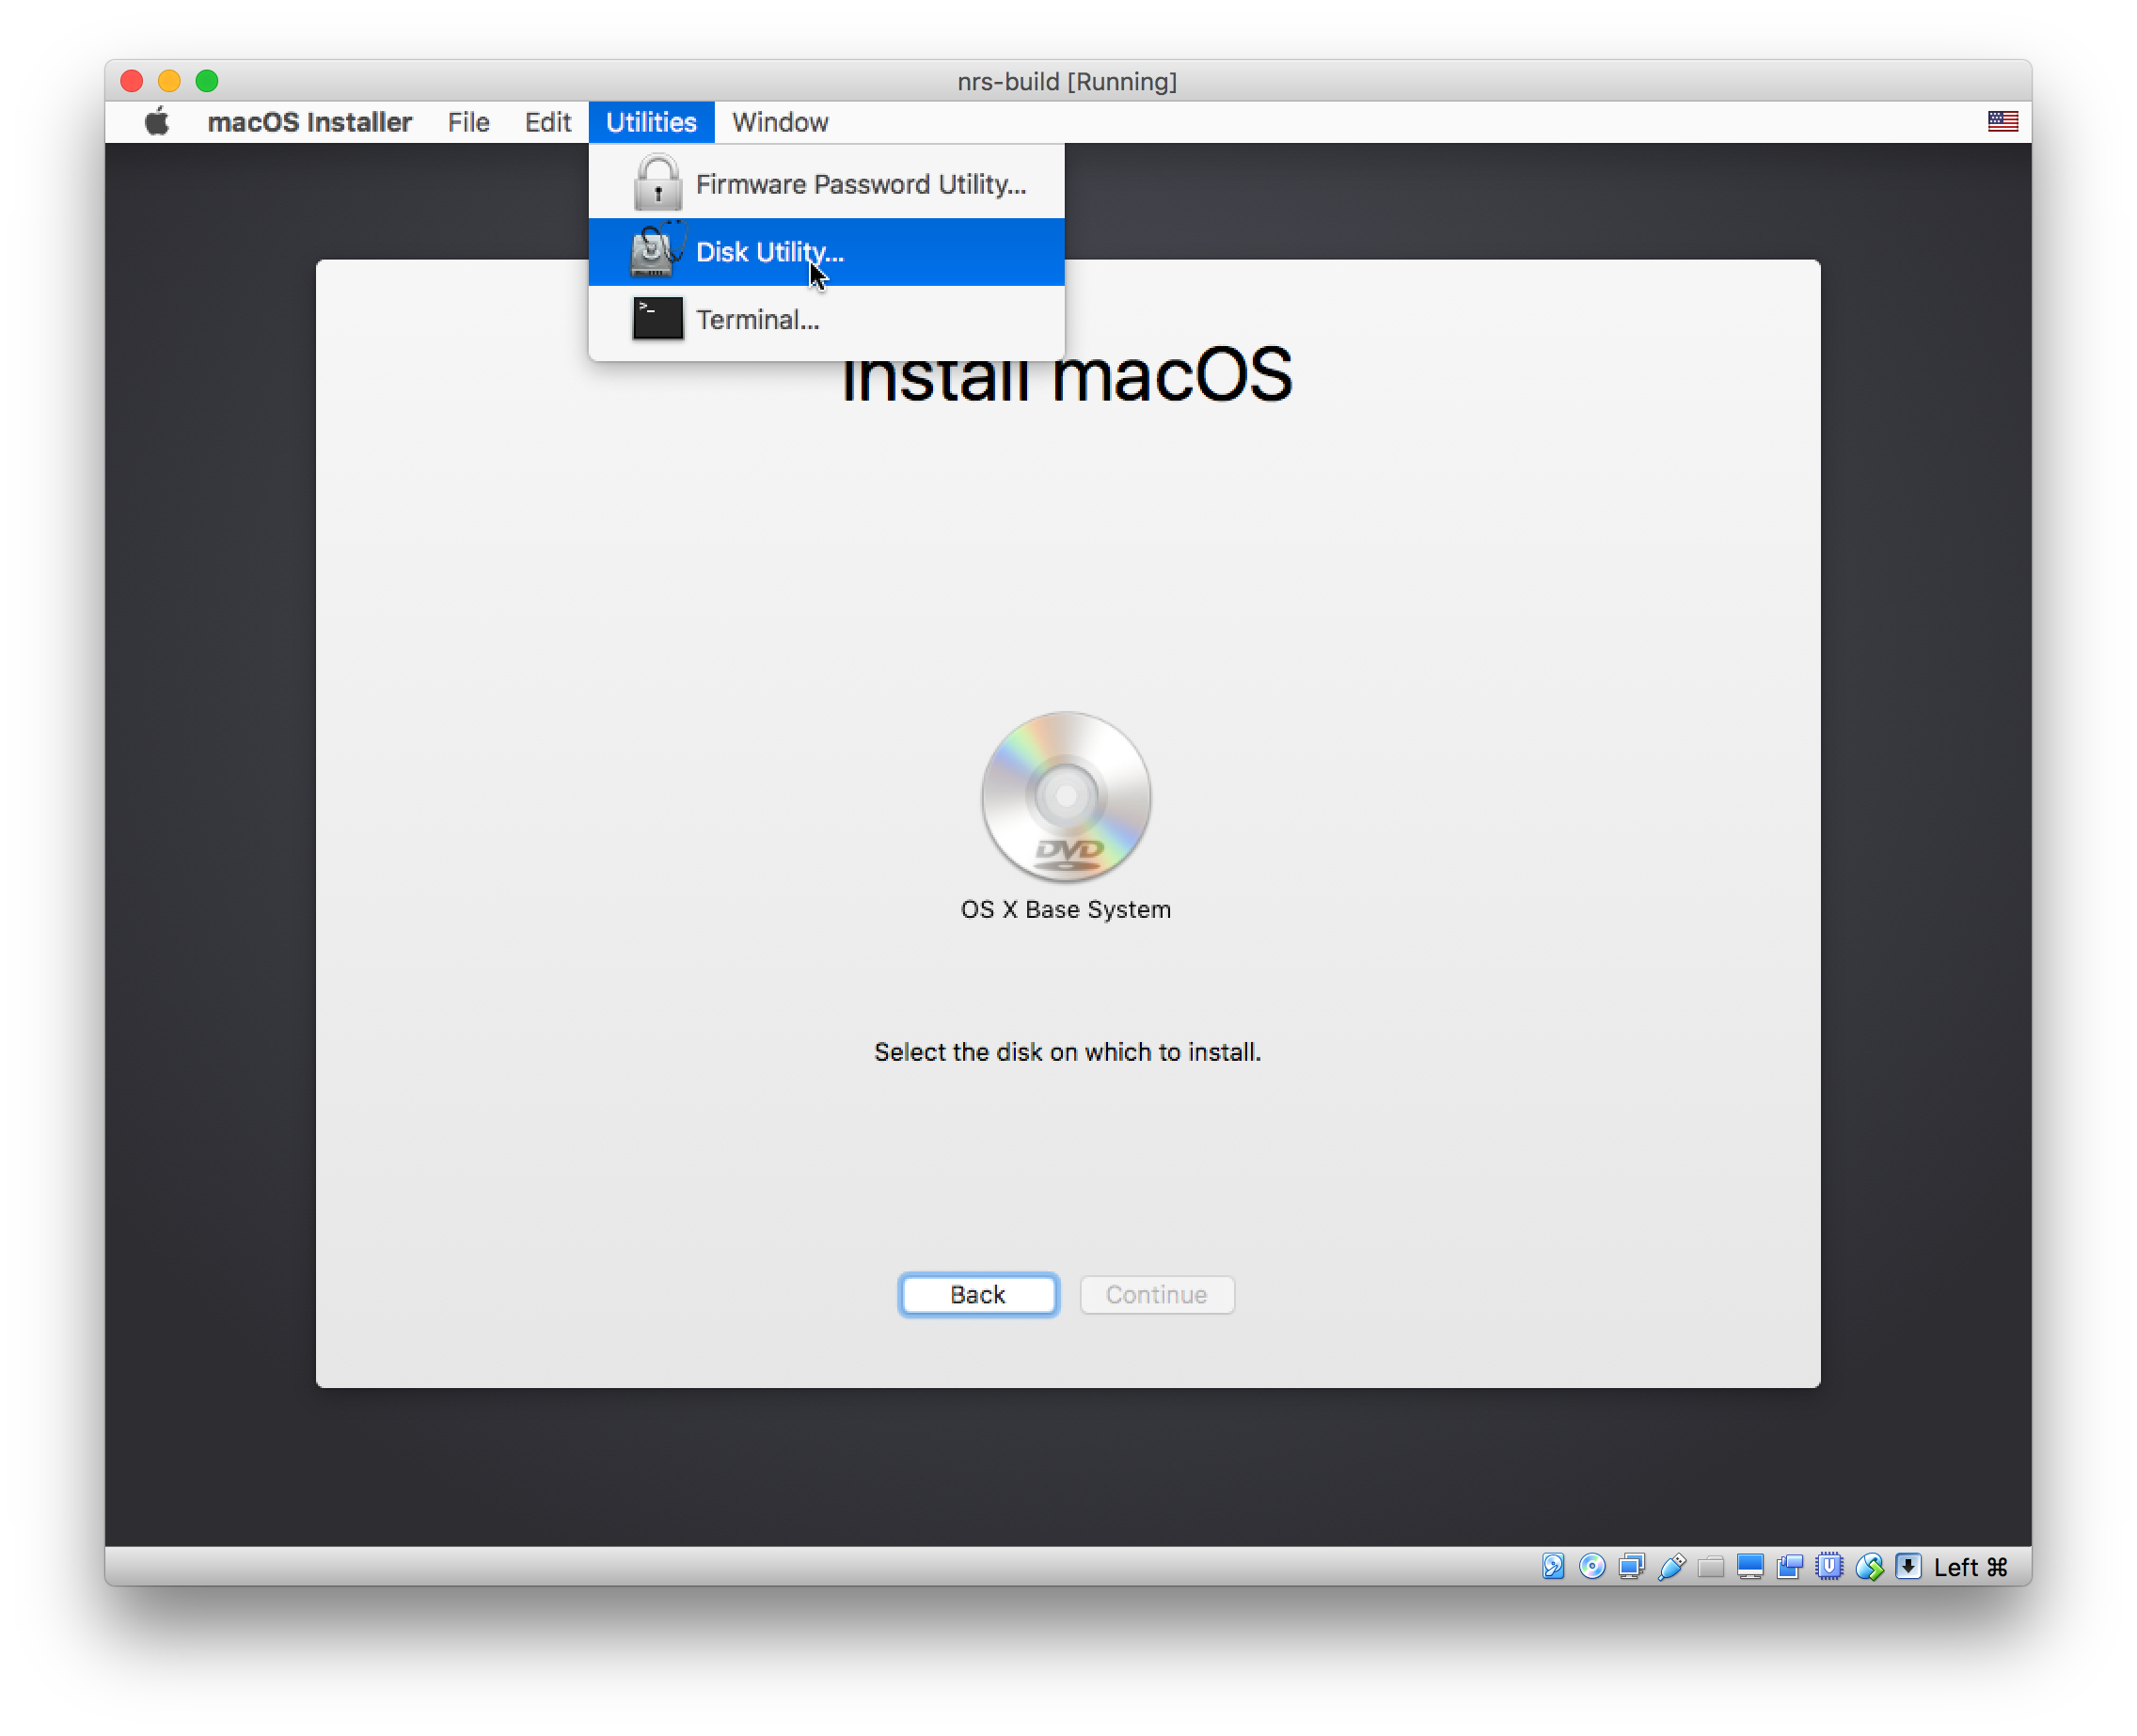 nrs-build [Running]
macOS Installer File Edit Utilities Window
Firmware Password Utility...
Disk Utility...
>_ Terminal...
Install macOS
DVD
OS X Base System
Select the disk on which to install.
Back Continue
Left ⌘